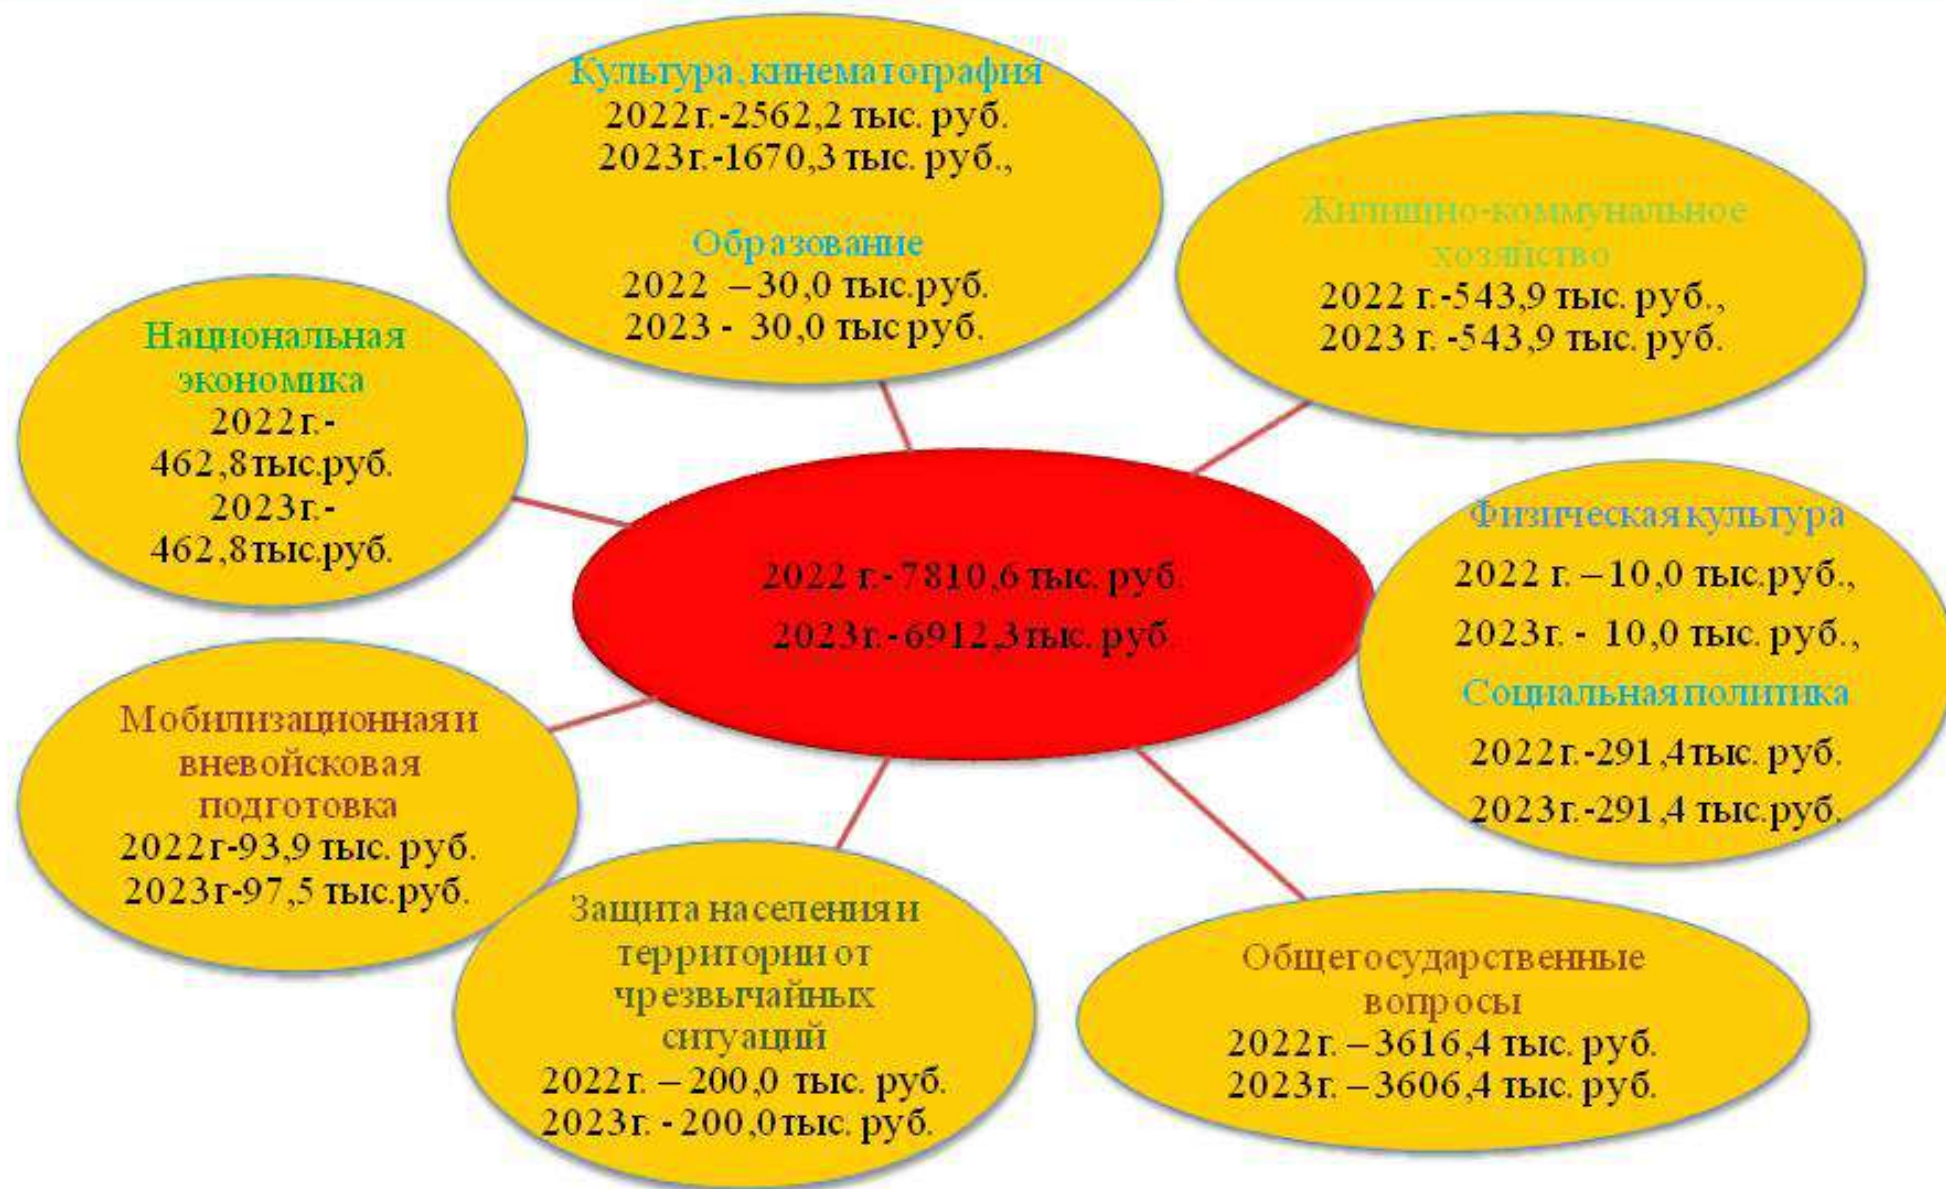 Культура, кинематография
2022г.-2562,2 тыс. руб.
2023г.-1670,3 тыс. руб.,
Образование
2022 – 30,0 тыс.руб.
2023 - 30,0 тыс руб.
Жилищно-коммунальное
хозяйство
2022 г.-543,9 тыс. руб.,
2023 г. -543,9 тыс. руб.
Национальная
экономика
2022г.-
462,8тыс.руб.
2023г.-
462,8тыс.руб.
2022 г.- 7810,6 тыс. руб.
2023г.- 6912,3тыс. руб.
Физическая культура
2022 г. – 10,0 тыс.руб.,
2023г. - 10,0 тыс. руб.,
Социальная политика
2022г.-291,4тыс. руб.
2023г.-291,4 тыс.руб.
Мобилизационная и
вневойсковая
подготовка
2022г-93,9 тыс. руб.
2023г-97,5 тыс.руб.
Защита населения и
территории от
чрезвычайных
ситуаций
2022г. – 200,0 тыс. руб.
2023г. - 200,0тыс. руб.
Общегосударственные
вопросы
2022г. – 3616,4 тыс. руб.
2023г. – 3606,4 тыс. руб.